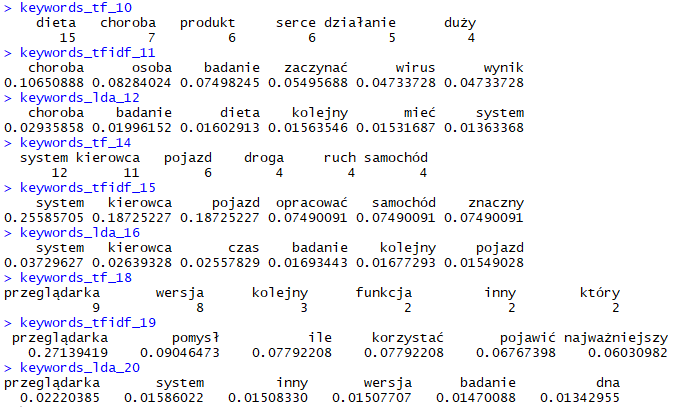 > keywords_tf_10
dieta choroba produkt serce działanie duży
15 7 6 6 5 4
> keywords_tfidf_11
choroba osoba badanie zaczynać wirus wynik
0.10650888 0.08284024 0.07498245 0.05495688 0.04733728 0.04733728
> keywords_lda_12
choroba badanie dieta kolejny mieć system
0.02935858 0.01996152 0.01602913 0.01563546 0.01531687 0.01363368
> keywords_tf_14
system kierowca pojazd droga ruch samochód
12 11 6 4 4 4
> keywords_tfidf_15
system kierowca pojazd opracować samochód znaczny
0.25585705 0.18725227 0.18725227 0.07490091 0.07490091 0.07490091
> keywords_lda_16
system kierowca czas badanie kolejny pojazd
0.03729627 0.02639328 0.02557829 0.01693443 0.01677293 0.01549028
> keywords_tf_18
przeglądarka wersja kolejny funkcja inny który
9 8 3 2 2 2
> keywords_tfidf_19
przeglądarka pomysł ile korzystać pojawić najważniejszy
0.27139419 0.09046473 0.07792208 0.07792208 0.06767398 0.06030982
> keywords_lda_20
przeglądarka system inny wersja badanie dna
0.02220385 0.01586022 0.01508330 0.01507707 0.01470088 0.01342955